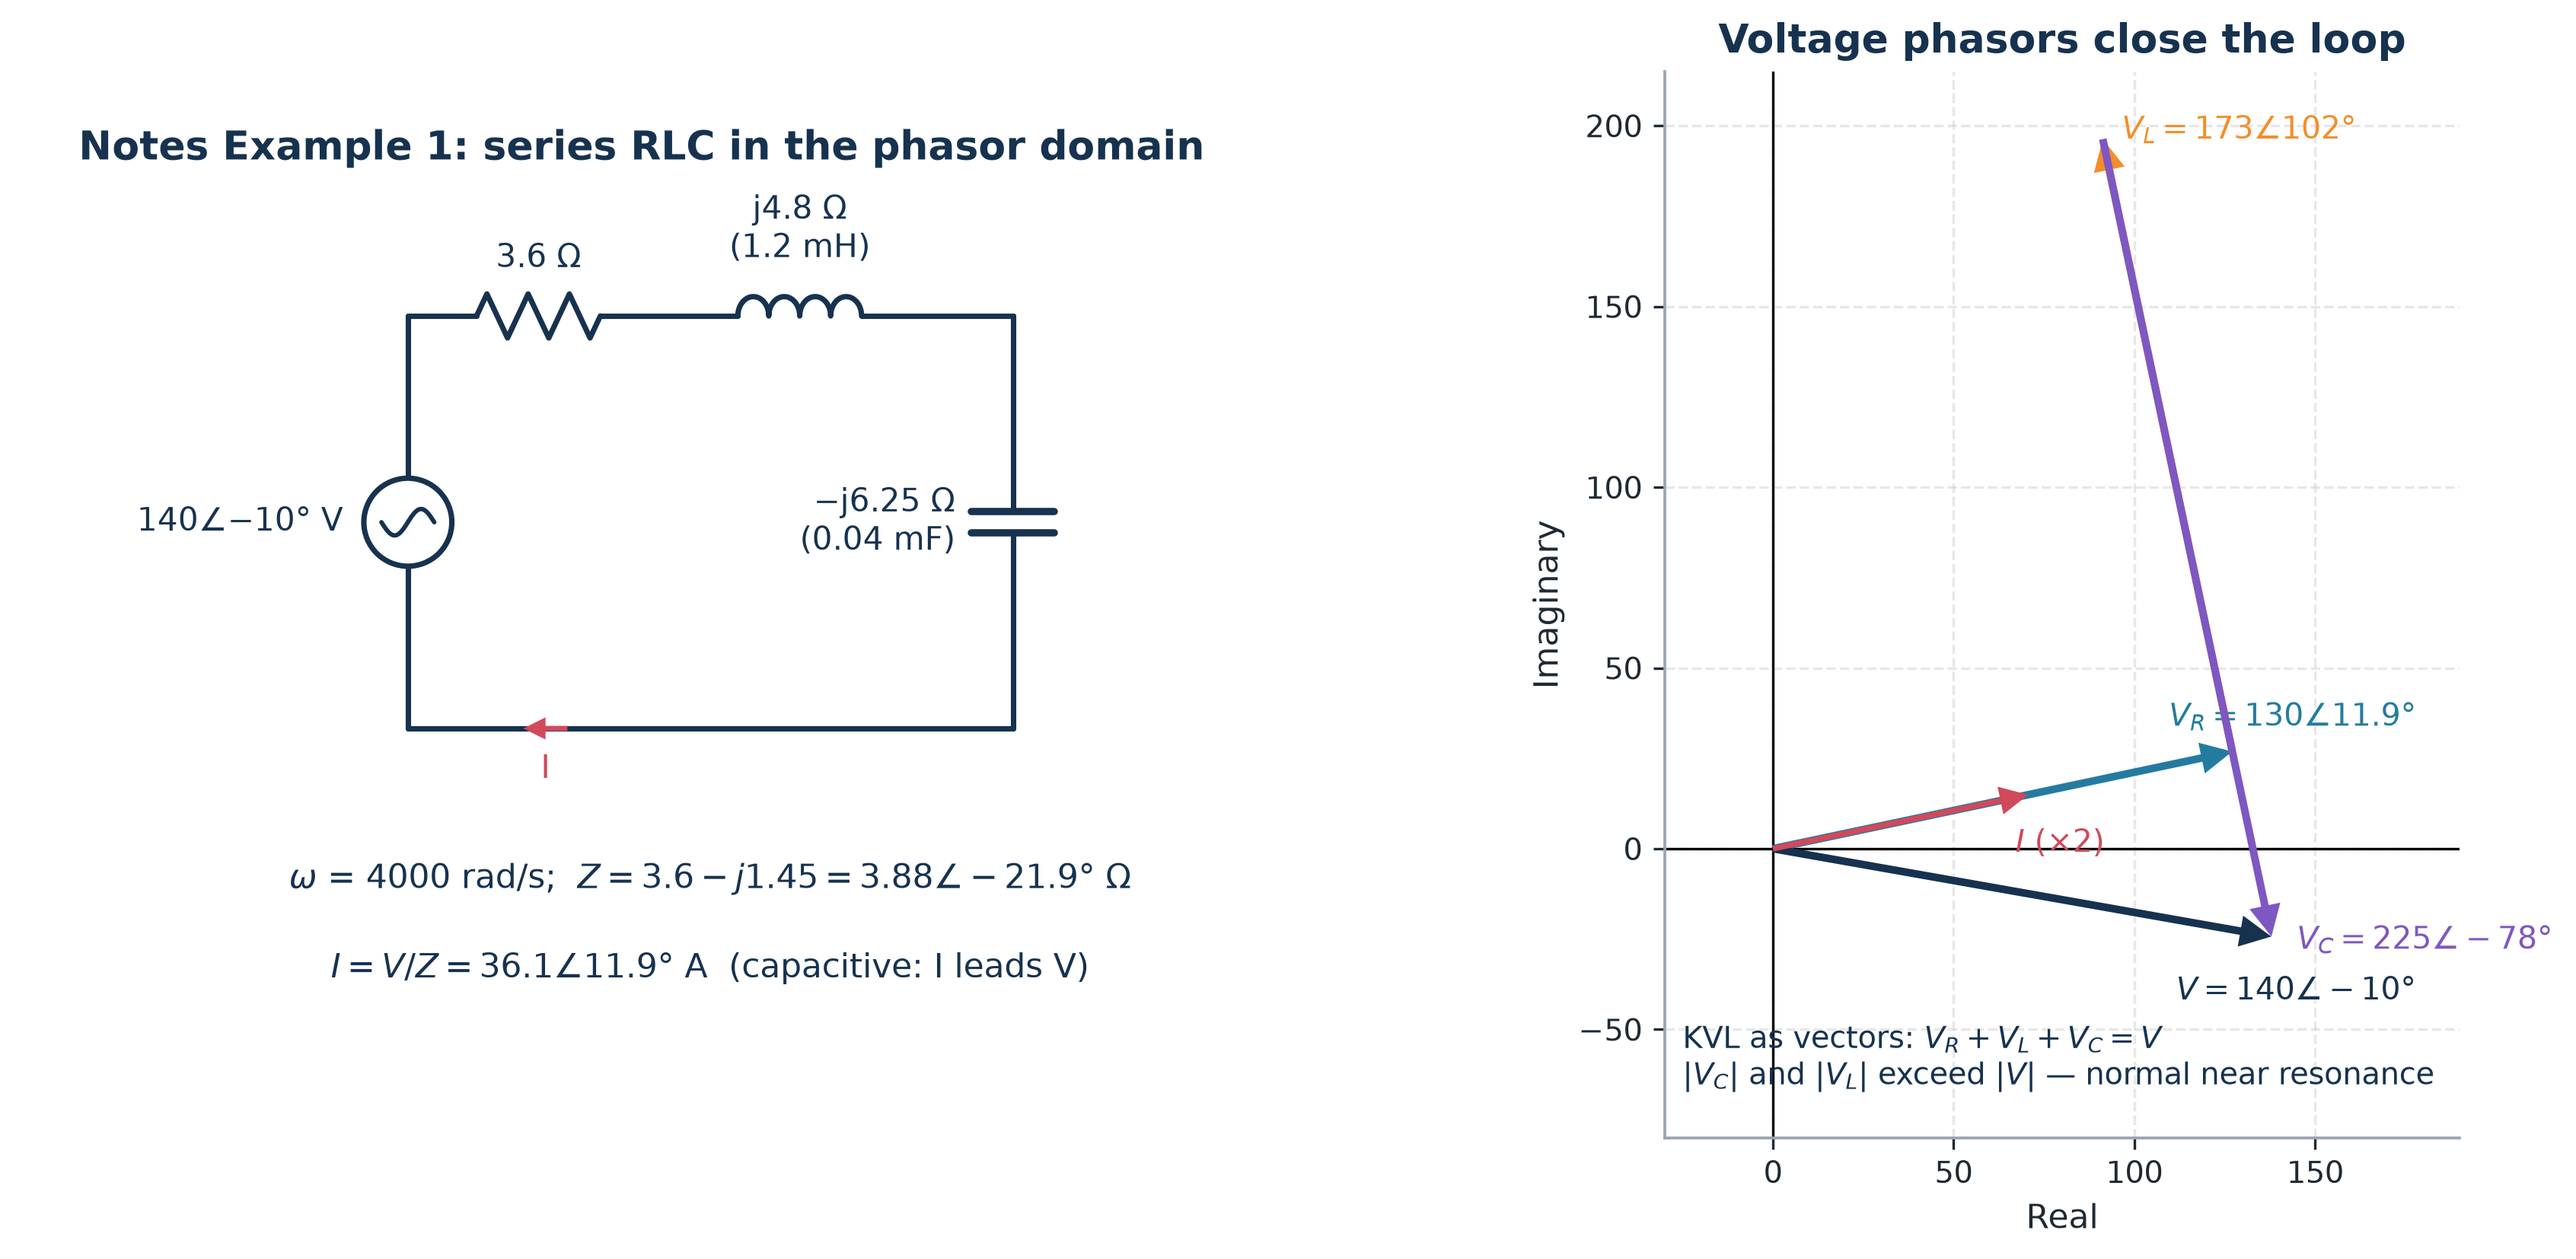 Notes Example 1: series RLC in the phasor domain
j4.8 Ω
(1.2 mH)
3.6 Ω
140∠−10° V
−j6.25 Ω
(0.04 mF)
I
ω = 4000 rad/s; Z = 3.6 − j1.45 = 3.88∠ − 21.9° Ω
I = V/Z = 36.1∠11.9° A (capacitive: I leads V)
Voltage phasors close the loop
200
150
100
50
0
−50
Imaginary
V_L = 173∠102°
V_R = 130∠11.9°
I (×2)
V_C = 225∠ − 78°
V = 140∠ − 10°
KVL as vectors: V_R + V_L + V_C = V
|V_C| and |V_L| exceed |V| — normal near resonance
0
50
100
150
Real